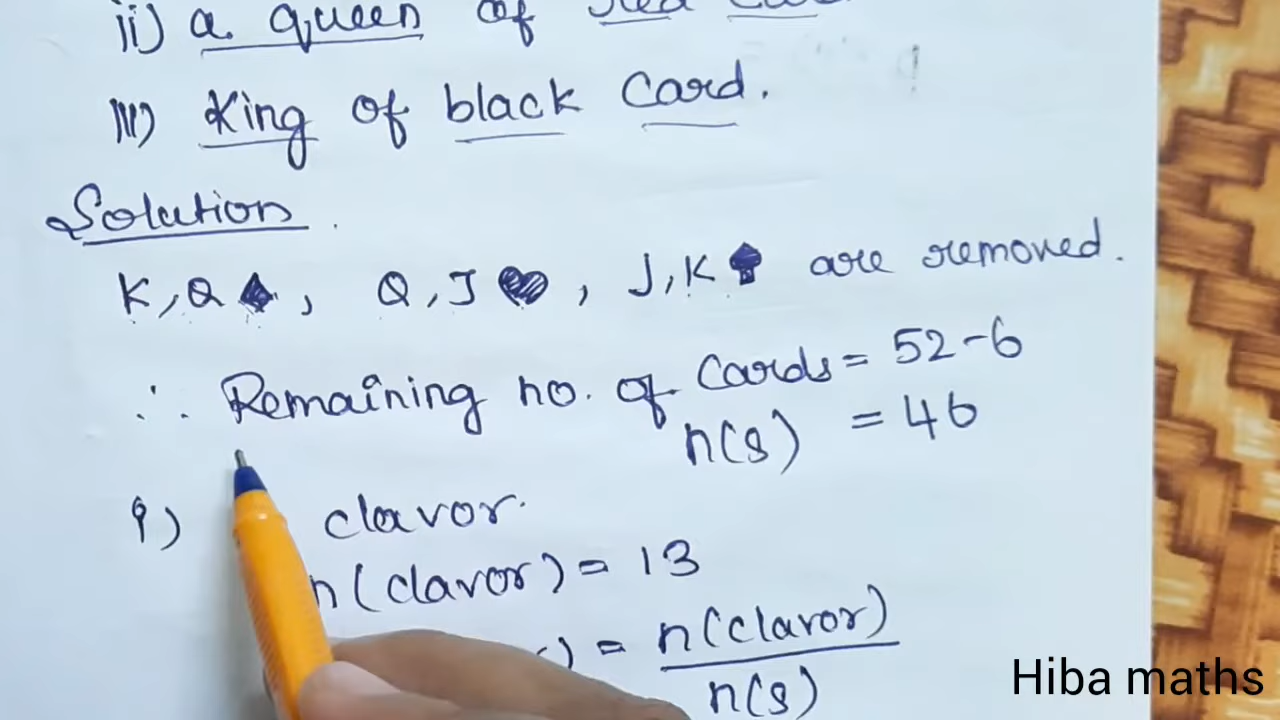 ii) a queen of red
iii) King of black card.
Solution.
K, Q ♦, Q, J ♥, J, K ♠ are removed.
∴ Remaining no. of cards = 52-6
n(s) = 46
i) clavor.
n(clavor) = 13
) = n(clavor)
n(s)
Hiba maths